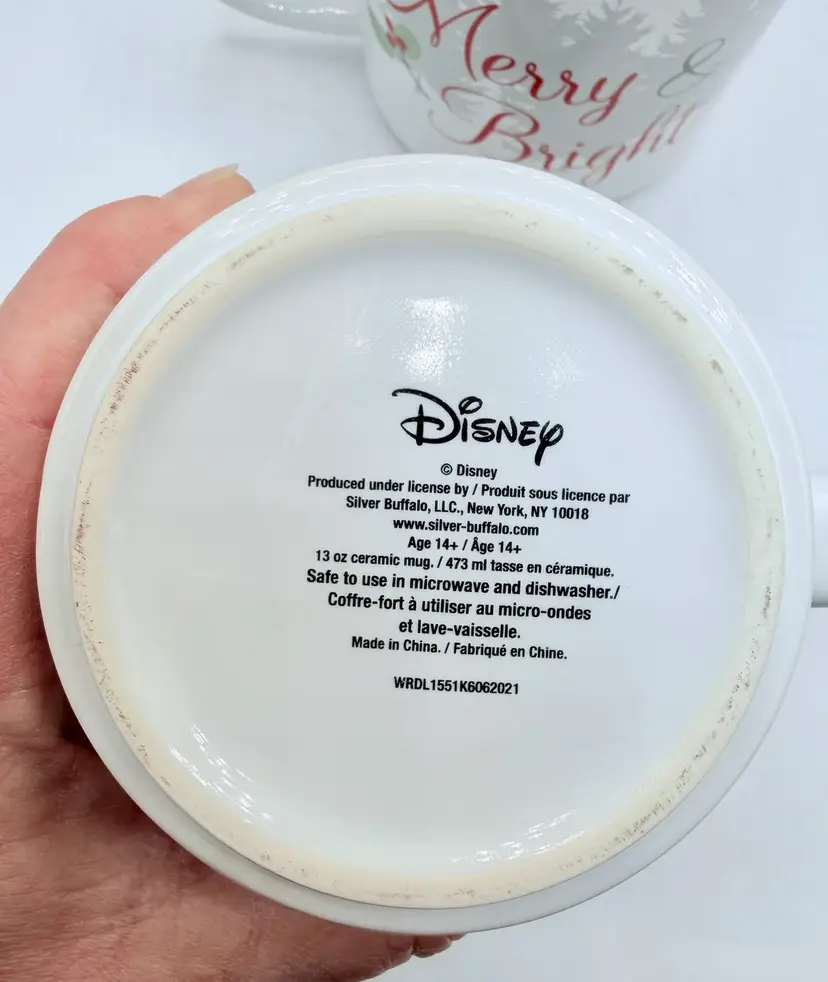 Merry &
Bright
Disney
© Disney
Produced under license by / Produit sous licence par
Silver Buffalo, LLC., New York, NY 10018
www.silver-buffalo.com
Age 14+ / Âge 14+
13 oz ceramic mug. / 473 ml tasse en céramique.
Safe to use in microwave and dishwasher./
Coffre-fort à utiliser au micro-ondes
et lave-vaisselle.
Made in China. / Fabriqué en Chine.
WRDL1551K6062021